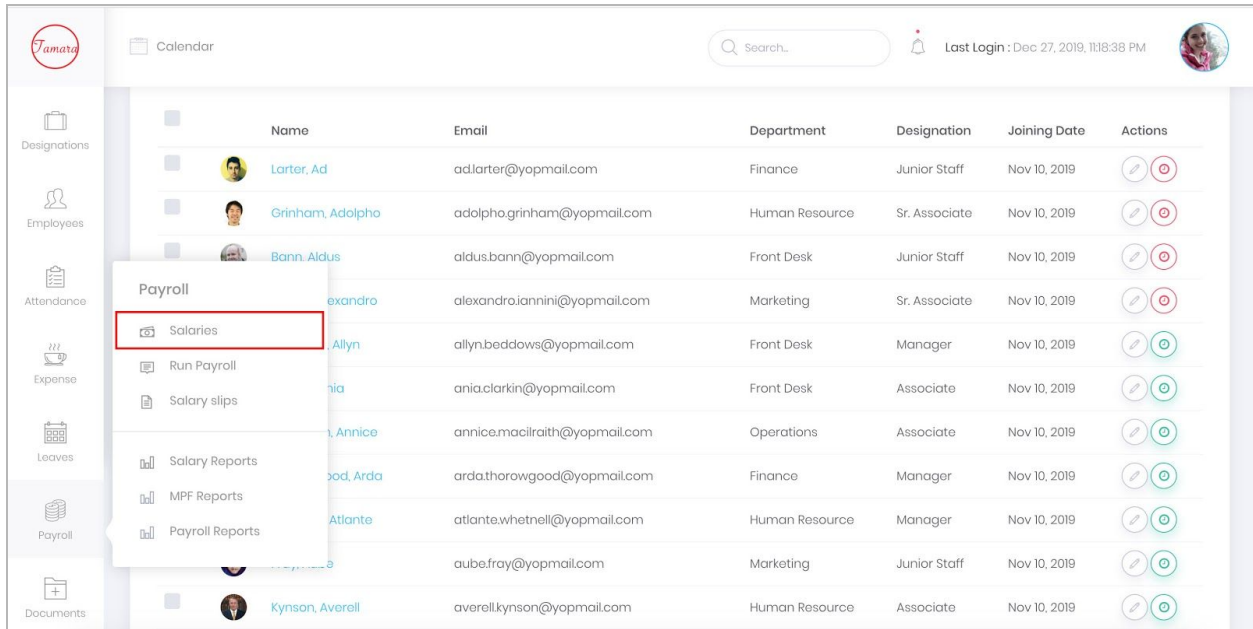 Tamara
Calendar
Search..
Last Login : Dec 27, 2019, 11:18:38 PM
Designations
Employees
Attendance
Expense
Leaves
Payroll
Documents
Name Email Department Designation Joining Date Actions
Larter, Ad ad.larter@yopmail.com Finance Junior Staff Nov 10, 2019
Grinham, Adolpho adolpho.grinham@yopmail.com Human Resource Sr. Associate Nov 10, 2019
Bann, Aldus aldus.bann@yopmail.com Front Desk Junior Staff Nov 10, 2019
exandro alexandro.iannini@yopmail.com Marketing Sr. Associate Nov 10, 2019
, Allyn allyn.beddows@yopmail.com Front Desk Manager Nov 10, 2019
nia ania.clarkin@yopmail.com Front Desk Associate Nov 10, 2019
, Annice annice.macilraith@yopmail.com Operations Associate Nov 10, 2019
ood, Arda arda.thorowgood@yopmail.com Finance Manager Nov 10, 2019
Atlante atlante.whetnell@yopmail.com Human Resource Manager Nov 10, 2019
aube.fray@yopmail.com Marketing Junior Staff Nov 10, 2019
Kynson, Averell averell.kynson@yopmail.com Human Resource Associate Nov 10, 2019
Payroll
Salaries
Run Payroll
Salary slips
Salary Reports
MPF Reports
Payroll Reports